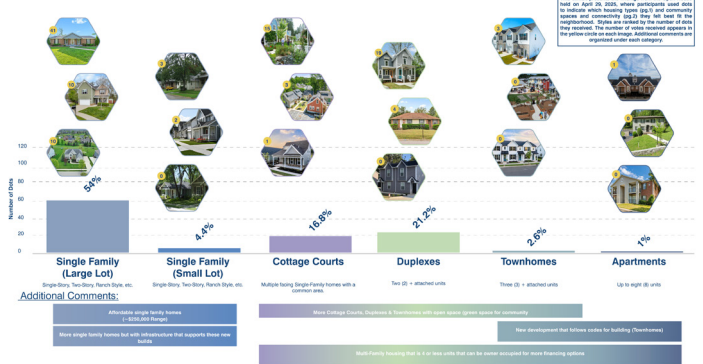 held on April 29, 2025, where participants used dots
to indicate which housing types (pg.1) and community
spaces and connectivity (pg.2) they felt best fit the
neighborhood. Styles are ranked by the number of dots
they received. The number of votes received appears in
the yellow circle on each image. Additional comments are
organized under each category.
41
10
10
15
3
1
Number of Dots
120
100
80
60
40
20
0
54%
4.4%
16.8%
21.2%
2.6%
1%
Single Family
(Large Lot)
Single-Story, Two-Story, Ranch Style, etc.
Single Family
(Small Lot)
Single-Story, Two-Story, Ranch Style, etc.
Cottage Courts
Multiple facing Single-Family homes with a
common area.
Duplexes
Two (2) + attached units
Townhomes
Three (3) + attached units
Apartments
Up to eight (8) units
Additional Comments:
Affordable single family homes
(~$250,000 Range)
More single family homes but with infrastructure that supports these new
builds
More Cottage Courts, Duplexes & Townhomes with open space (green space for community
New development that follows codes for building (Townhomes)
Multi-Family housing that is 4 or less units that can be owner occupied for more financing options